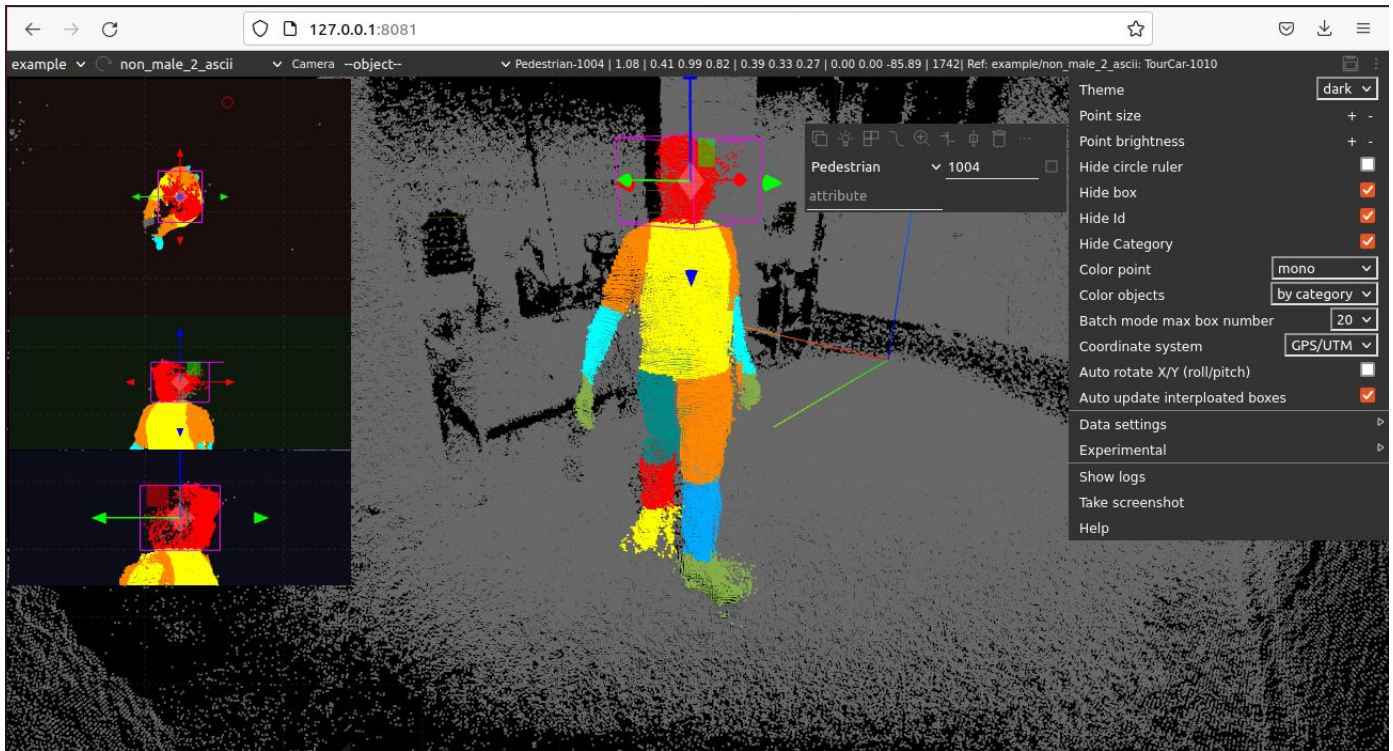 127.0.0.1:8081
example non_male_2_ascii Camera --object-- Pedestrian-1004 | 1.08 | 0.41 0.99 0.82 | 0.39 0.33 0.27 | 0.00 0.00 -85.89 | 1742| Ref: example/non_male_2_ascii: TourCar-1010
Theme dark
Point size + -
Point brightness + -
Hide circle ruler
Hide box
Hide Id
Hide Category
Color point mono
Color objects by category
Batch mode max box number 20
Coordinate system GPS/UTM
Auto rotate X/Y (roll/pitch)
Auto update interploated boxes
Data settings
Experimental
Show logs
Take screenshot
Help
Pedestrian 1004
attribute